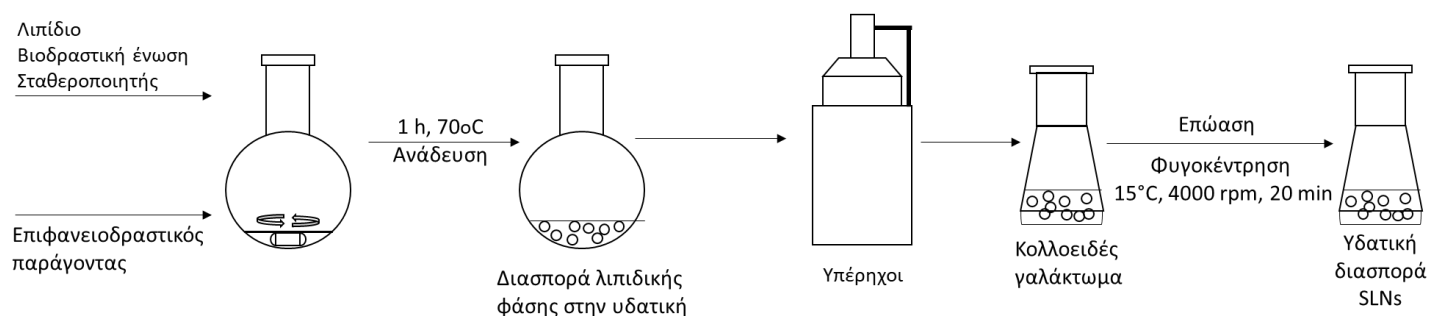 Λιπίδιο
Βιοδραστική ένωση
Σταθεροποιητής
Επιφανειοδραστικός
παράγοντας
1 h, 70oC
Ανάδευση
Διασπορά λιπιδικής
φάσης στην υδατική
Υπέρηχοι
Κολλοειδές
γαλάκτωμα
Επώαση
Φυγοκέντρηση
15°C, 4000 rpm, 20 min
Υδατική
διασπορά
SLNs